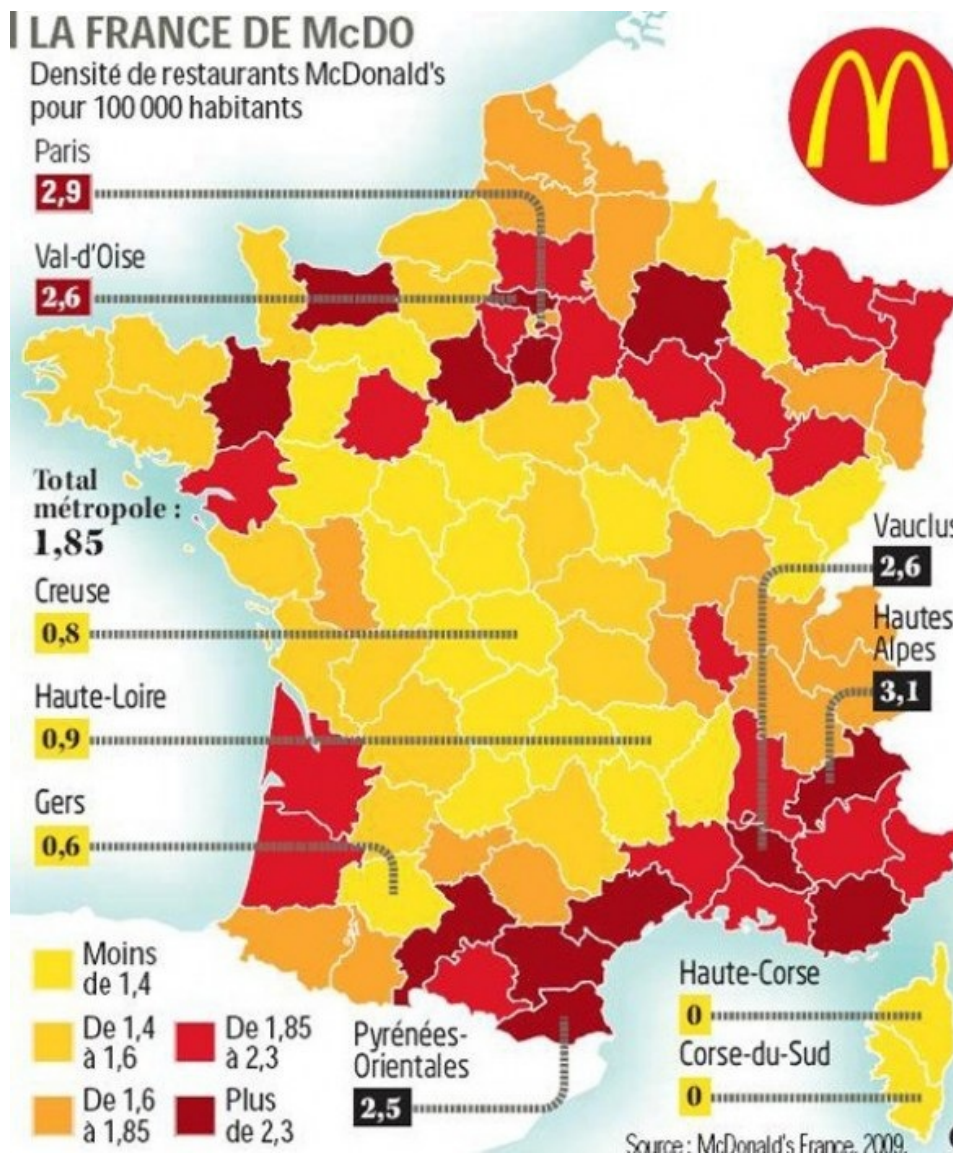 LA FRANCE DE McDO
Densité de restaurants McDonald's
pour 100 000 habitants
Paris
2,9
Val-d'Oise
2,6
Total
métropole :
1,85
Creuse
0,8
Haute-Loire
0,9
Gers
0,6
Vauclus
2,6
Hautes
Alpes
3,1
Moins
de 1,4
De 1,4
à 1,6
De 1,6
à 1,85
De 1,85
à 2,3
Plus
de 2,3
Pyrénées-
Orientales
2,5
Haute-Corse
0
Corse-du-Sud
0
Source : McDonald's France, 2009.